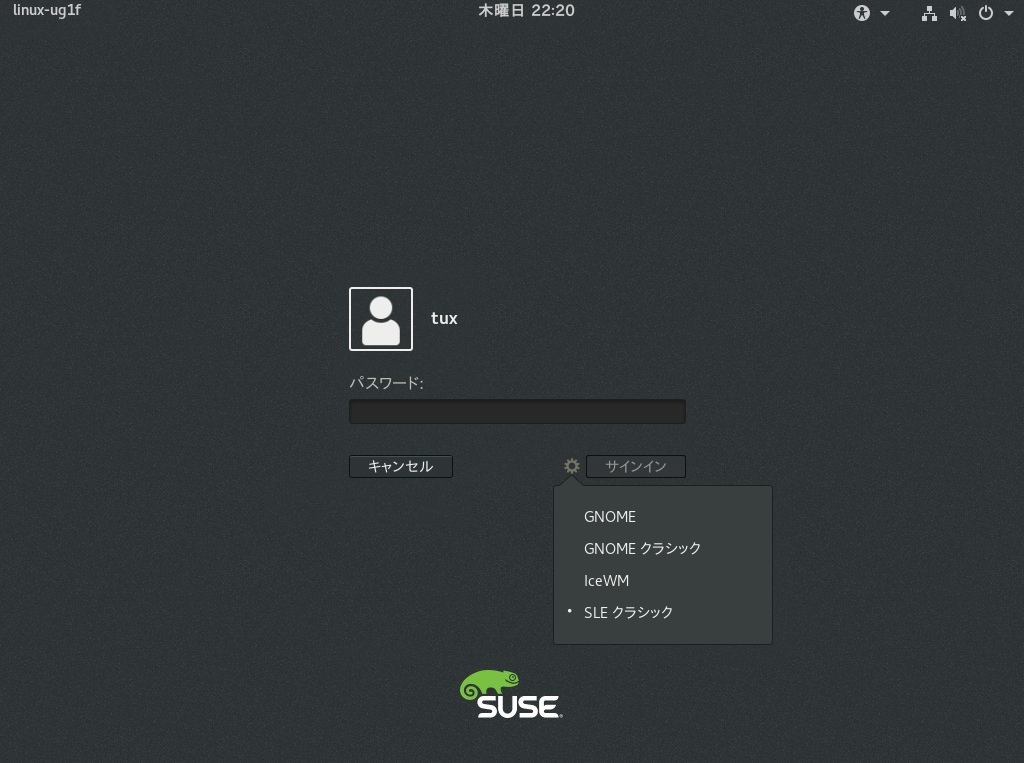 linux-ug1f
木曜日 22:20
tux
パスワード:
キャンセル
サインイン
GNOME
GNOME クラシック
IceWM
• SLE クラシック
SUSE